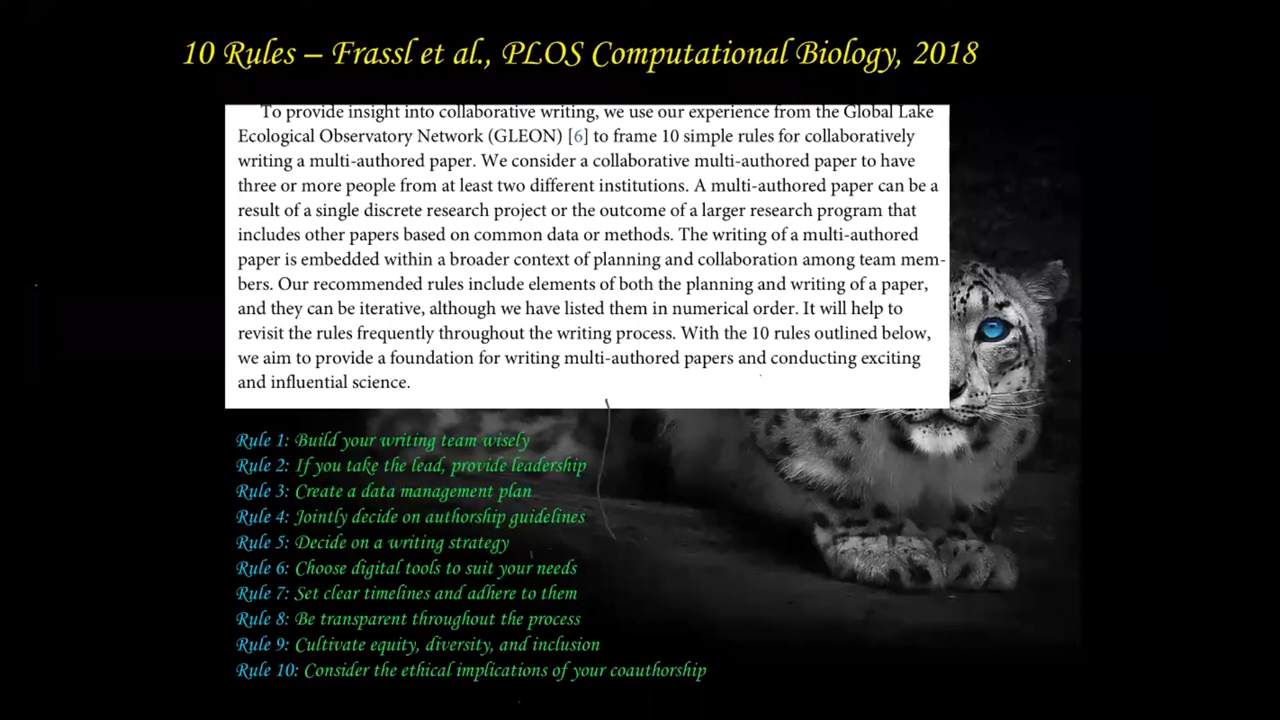 10 Rules – Frassl et al., PLOS Computational Biology, 2018
To provide insight into collaborative writing, we use our experience from the Global Lake
Ecological Observatory Network (GLEON) [6] to frame 10 simple rules for collaboratively
writing a multi-authored paper. We consider a collaborative multi-authored paper to have
three or more people from at least two different institutions. A multi-authored paper can be a
result of a single discrete research project or the outcome of a larger research program that
includes other papers based on common data or methods. The writing of a multi-authored
paper is embedded within a broader context of planning and collaboration among team mem-
bers. Our recommended rules include elements of both the planning and writing of a paper,
and they can be iterative, although we have listed them in numerical order. It will help to
revisit the rules frequently throughout the writing process. With the 10 rules outlined below,
we aim to provide a foundation for writing multi-authored papers and conducting exciting
and influential science.
Rule 1: Build your writing team wisely
Rule 2: If you take the lead, provide leadership
Rule 3: Create a data management plan
Rule 4: Jointly decide on authorship guidelines
Rule 5: Decide on a writing strategy
Rule 6: Choose digital tools to suit your needs
Rule 7: Set clear timelines and adhere to them
Rule 8: Be transparent throughout the process
Rule 9: Cultivate equity, diversity, and inclusion
Rule 10: Consider the ethical implications of your coauthorship